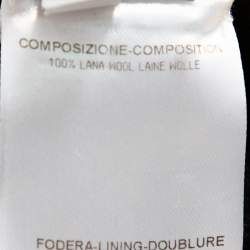 COMPOSIZIONE-COMPOSITION
100% LANA WOOL LAINE WOLLE
FODERA-LINING-DOUBLURE